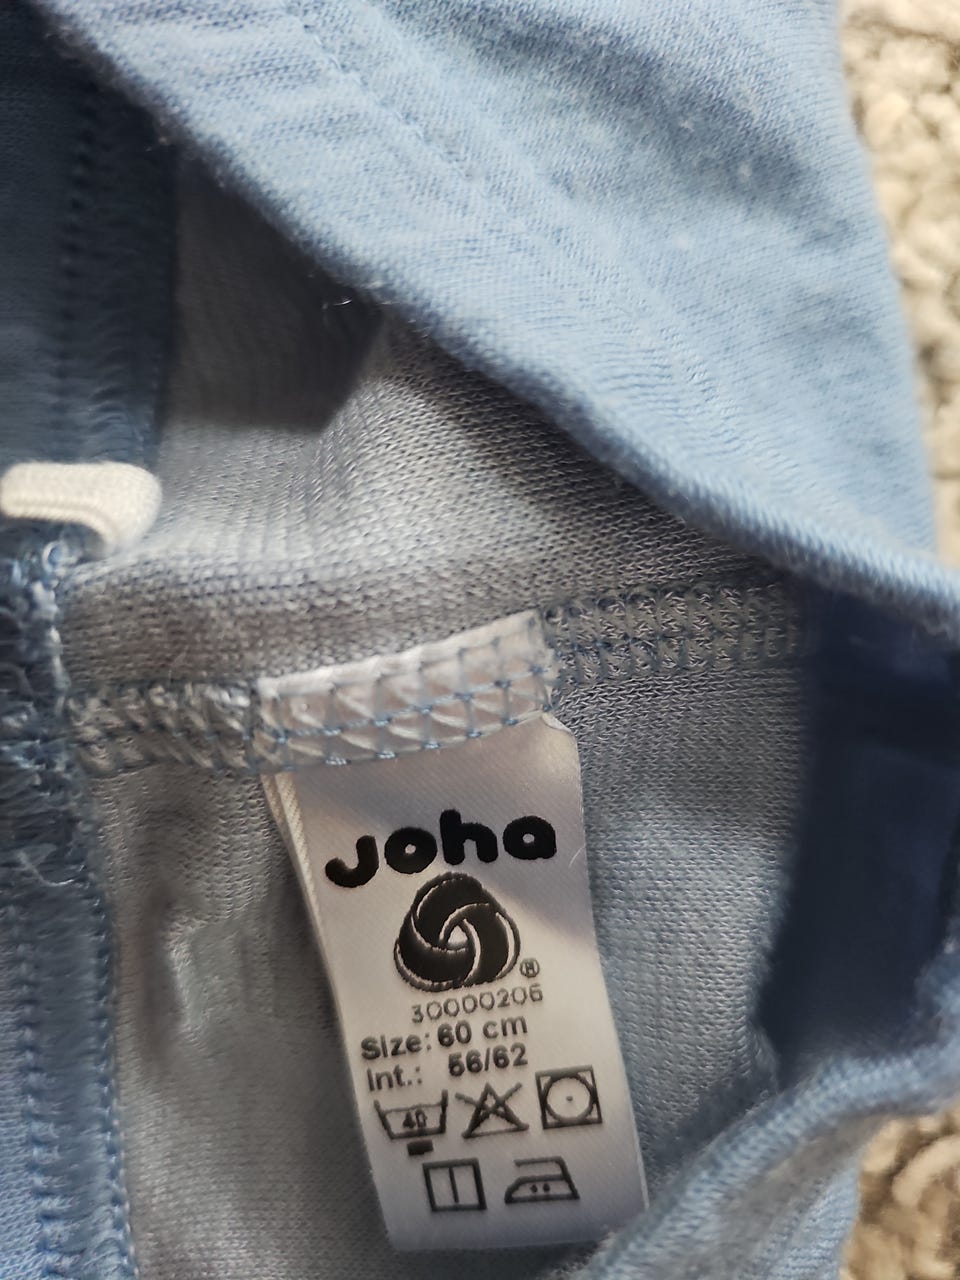 Joha
®
30000206
Size: 60 cm
Int.: 56/62
40